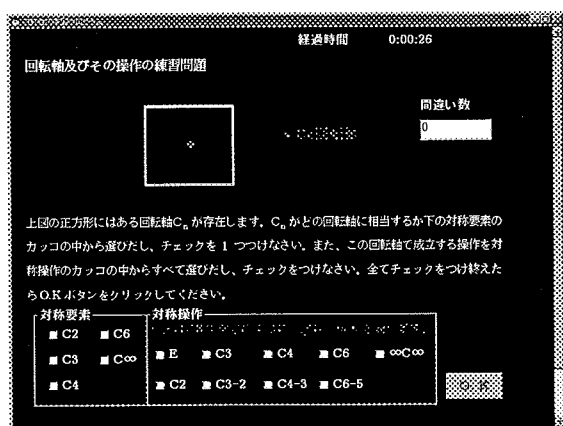 経過時間 0:00:26
回転軸及びその操作の練習問題
間違い数
0
上図の正方形にはある回転軸Cnが存在します。Cnがどの回転軸に相当するか下の対称要素の
カッコの中から選びだし、チェックを1つつけなさい。また、この回転軸で成立する操作を対
称操作のカッコの中からすべて選びだし、チェックをつけなさい。全てチェックをつけ終えた
らO.Kボタンをクリックしてください。
対称要素
C2 C6
C3 C∞
C4
対称操作
E C3 C4 C6 ∞C∞
C2 C3-2 C4-3 C6-5